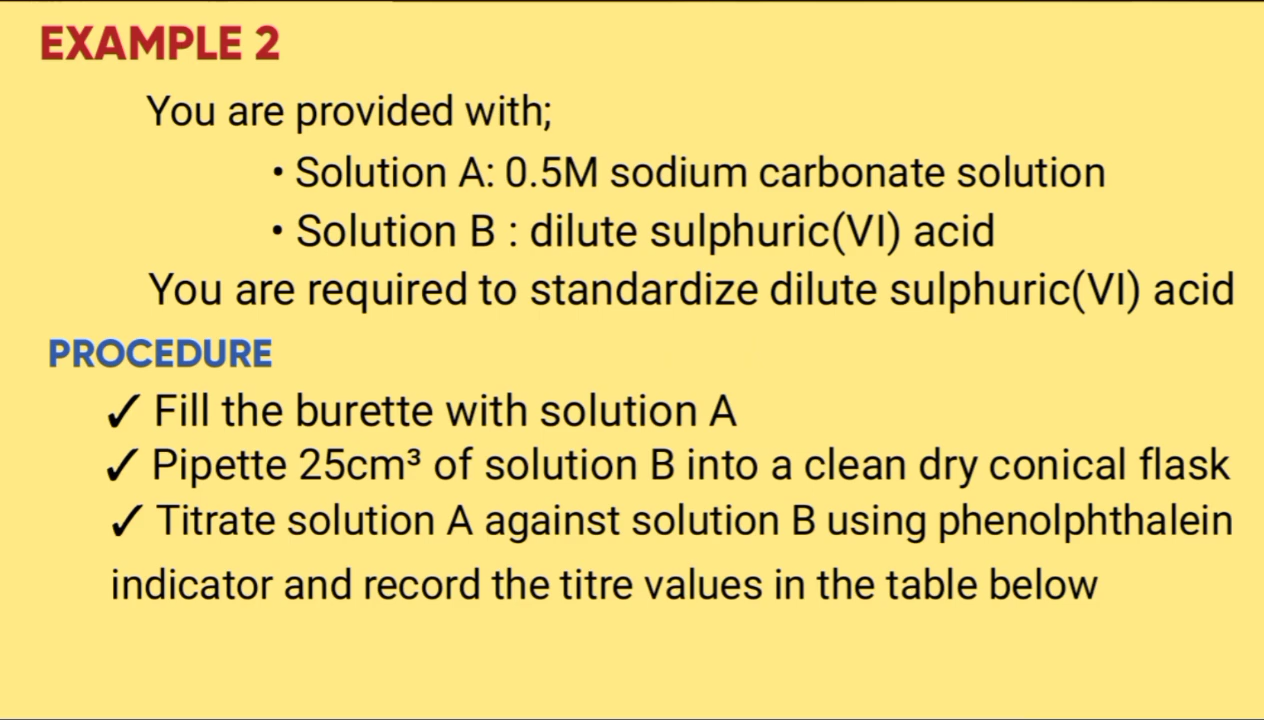 EXAMPLE 2
You are provided with;
• Solution A: 0.5M sodium carbonate solution
• Solution B : dilute sulphuric(VI) acid
You are required to standardize dilute sulphuric(VI) acid
PROCEDURE
✓ Fill the burette with solution A
✓ Pipette 25cm³ of solution B into a clean dry conical flask
✓ Titrate solution A against solution B using phenolphthalein
indicator and record the titre values in the table below